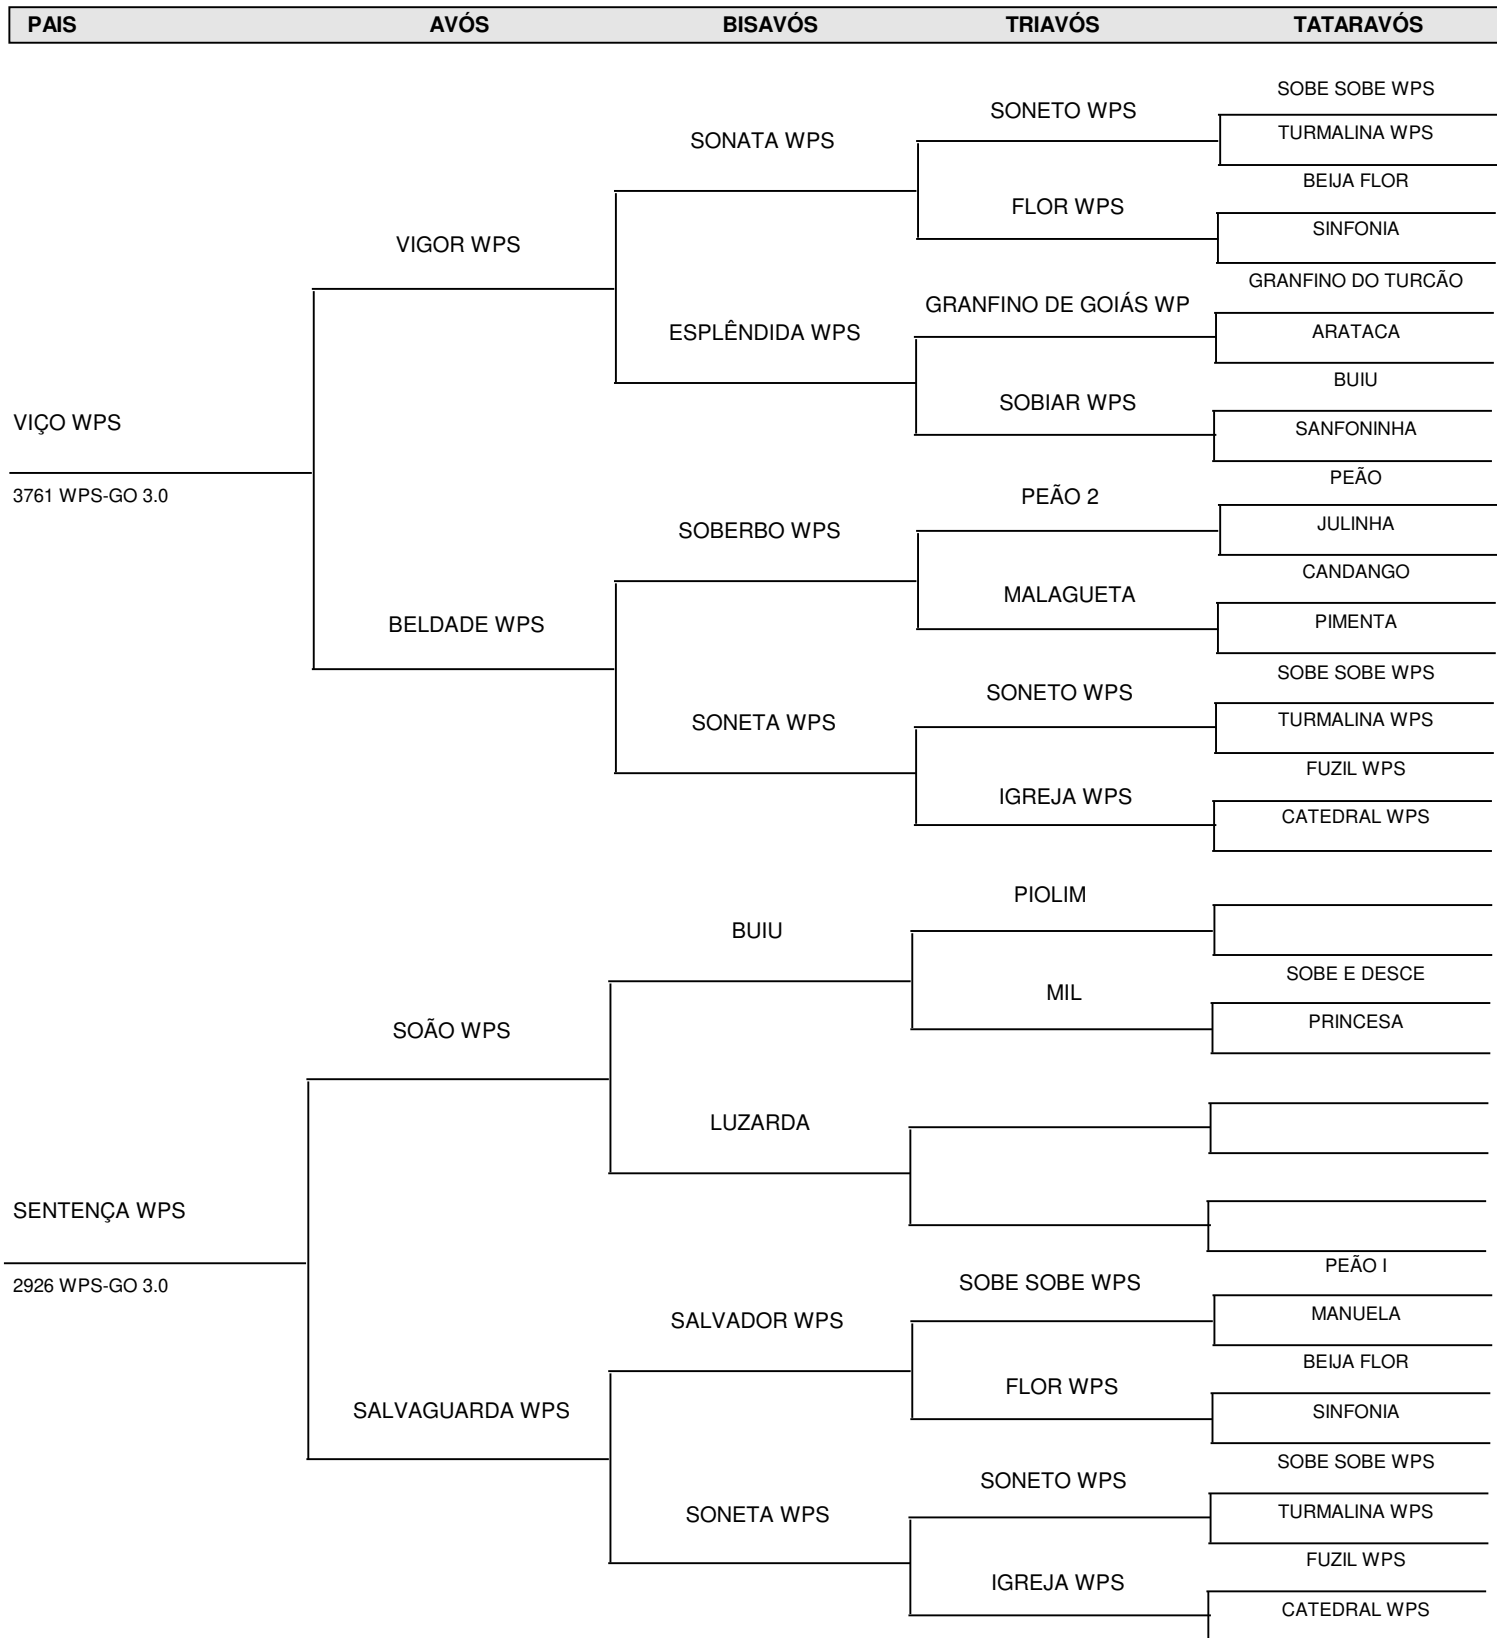 PAIS AVÓS BISAVÓS TRIAVÓS TATARAVÓS
SOBE SOBE WPS
SONETO WPS
TURMALINA WPS
SONATA WPS
BEIJA FLOR
FLOR WPS
SINFONIA
VIGOR WPS
GRANFINO DO TURCÃO
GRANFINO DE GOIÁS WP
ARATACA
ESPLÊNDIDA WPS
BUIU
SOBIAR WPS
SANFONINHA
VIÇO WPS
3761 WPS-GO 3.0
PEÃO
PEÃO 2
JULINHA
SOBERBO WPS
CANDANGO
MALAGUETA
PIMENTA
BELDADE WPS
SOBE SOBE WPS
SONETO WPS
TURMALINA WPS
SONETA WPS
FUZIL WPS
IGREJA WPS
CATEDRAL WPS
PIOLIM
BUIU
SOBE E DESCE
MIL
PRINCESA
SOÃO WPS
LUZARDA
SENTENÇA WPS
2926 WPS-GO 3.0
PEÃO I
SOBE SOBE WPS
MANUELA
SALVADOR WPS
BEIJA FLOR
FLOR WPS
SINFONIA
SALVAGUARDA WPS
SOBE SOBE WPS
SONETO WPS
TURMALINA WPS
SONETA WPS
FUZIL WPS
IGREJA WPS
CATEDRAL WPS